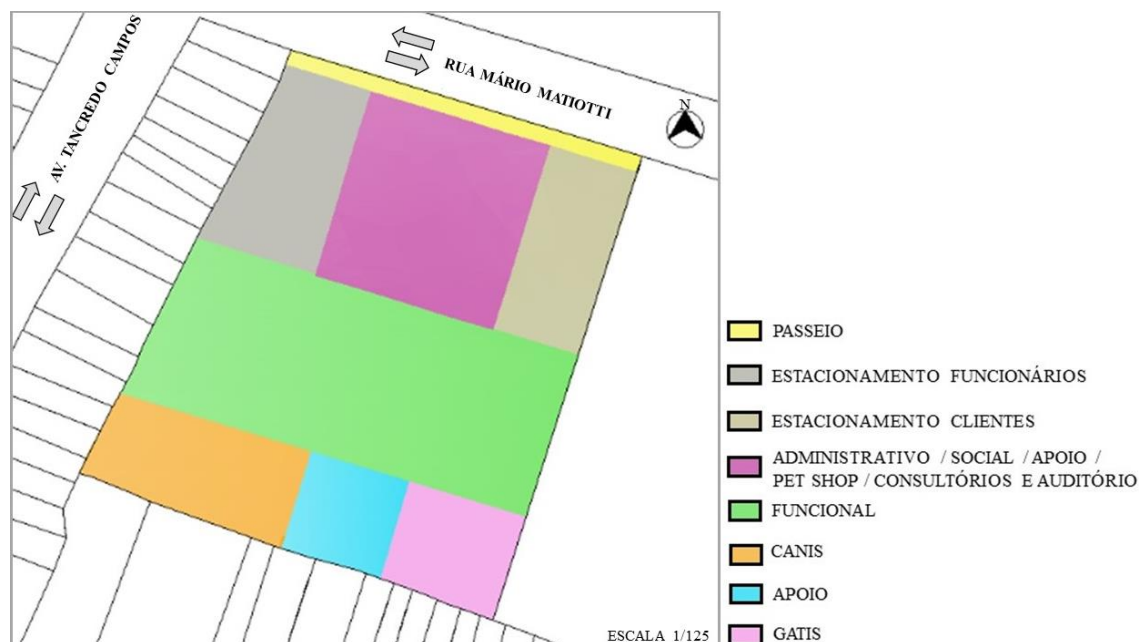 AV. TANCREDO CAMPOS
RUA MÁRIO MATIOTTI
N
PASSEIO
ESTACIONAMENTO FUNCIONÁRIOS
ESTACIONAMENTO CLIENTES
ADMINISTRATIVO / SOCIAL / APOIO /
PET SHOP / CONSULTÓRIOS E AUDITÓRIO
FUNCIONAL
CANIS
APOIO
GATIS
ESCALA 1/125